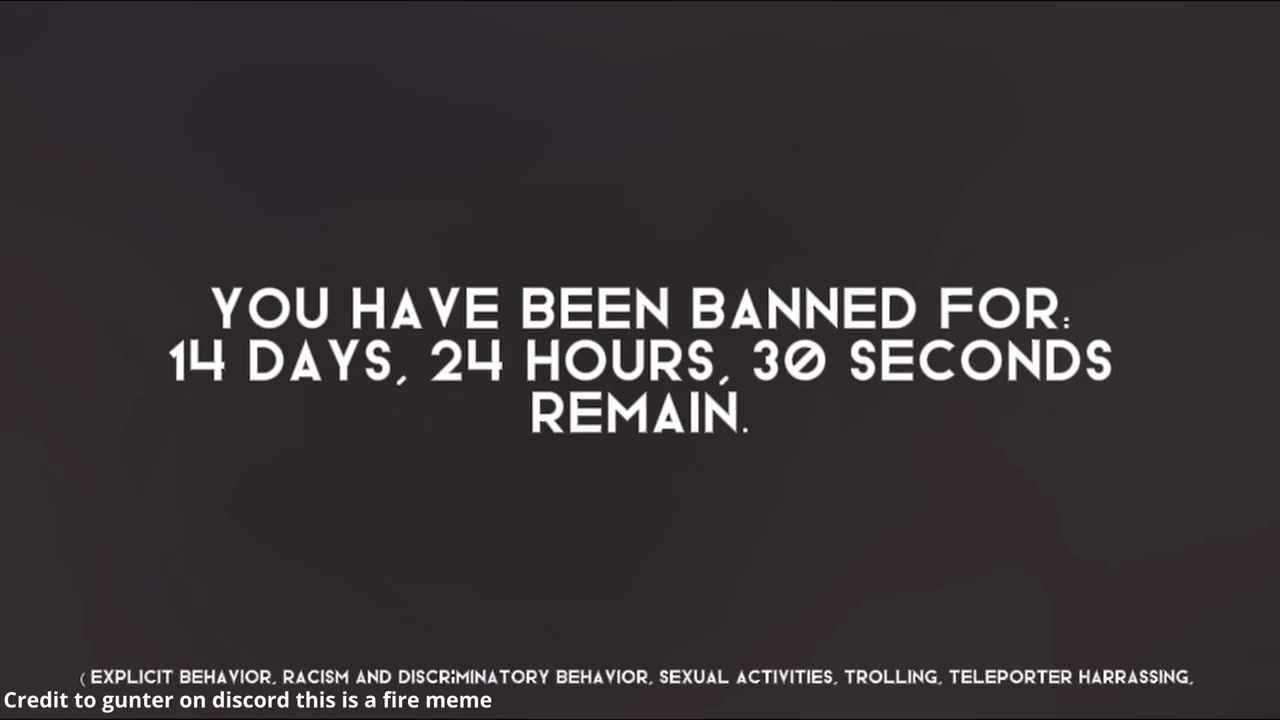 YOU HAVE BEEN BANNED FOR:
14 DAYS, 24 HOURS, 30 SECONDS
REMAIN.
( EXPLICIT BEHAVIOR, RACISM AND DISCRIMINATORY BEHAVIOR, SEXUAL ACTIVITIES, TROLLING, TELEPORTER HARRASSING,
Credit to gunter on discord this is a fire meme